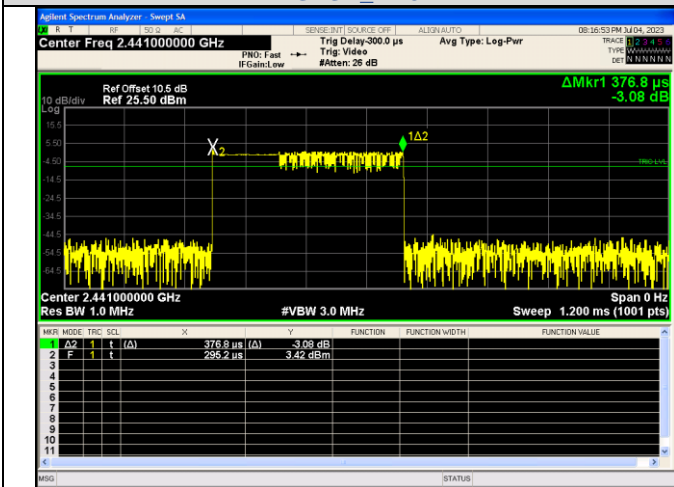 Agilent Spectrum Analyzer - Swept SA
R T RF 50 Ω AC SENSE:INT SOURCE OFF ALIGN AUTO 08:16:53 PM Jul 04, 2023
Center Freq 2.441000000 GHz
PNO: Fast
IFGain:Low
Trig Delay-300.0 μs
Trig: Video
#Atten: 26 dB
Avg Type: Log-Pwr
TRACE 1 2 3 4 5 6
TYPE
DET N N N N N N
ΔMkr1 376.8 μs
-3.08 dB
Ref Offset 10.5 dB
10 dB/div Ref 25.50 dBm
Log
15.5
5.50
-4.50
-14.5
-24.5
-34.5
-44.5
-54.5
-64.5
X2
1Δ2
TRIG LVL
Center 2.441000000 GHz Span 0 Hz
Res BW 1.0 MHz #VBW 3.0 MHz Sweep 1.200 ms (1001 pts)
MKR MODE TRC SCL X Y FUNCTION FUNCTION WIDTH FUNCTION VALUE
1 Δ2 1 t (Δ) 376.8 μs (Δ) -3.08 dB
2 F 1 t 295.2 μs 3.42 dBm
3
4
5
6
7
8
9
10
11
MSG STATUS